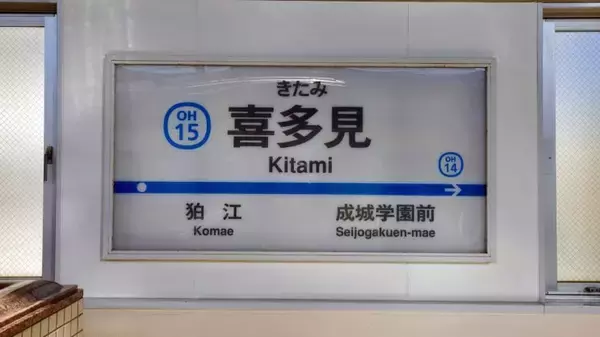 きたみ
OH
15
喜多見
Kitami
OH
14
狛江
Komae
成城学園前
Seijogakuen-mae